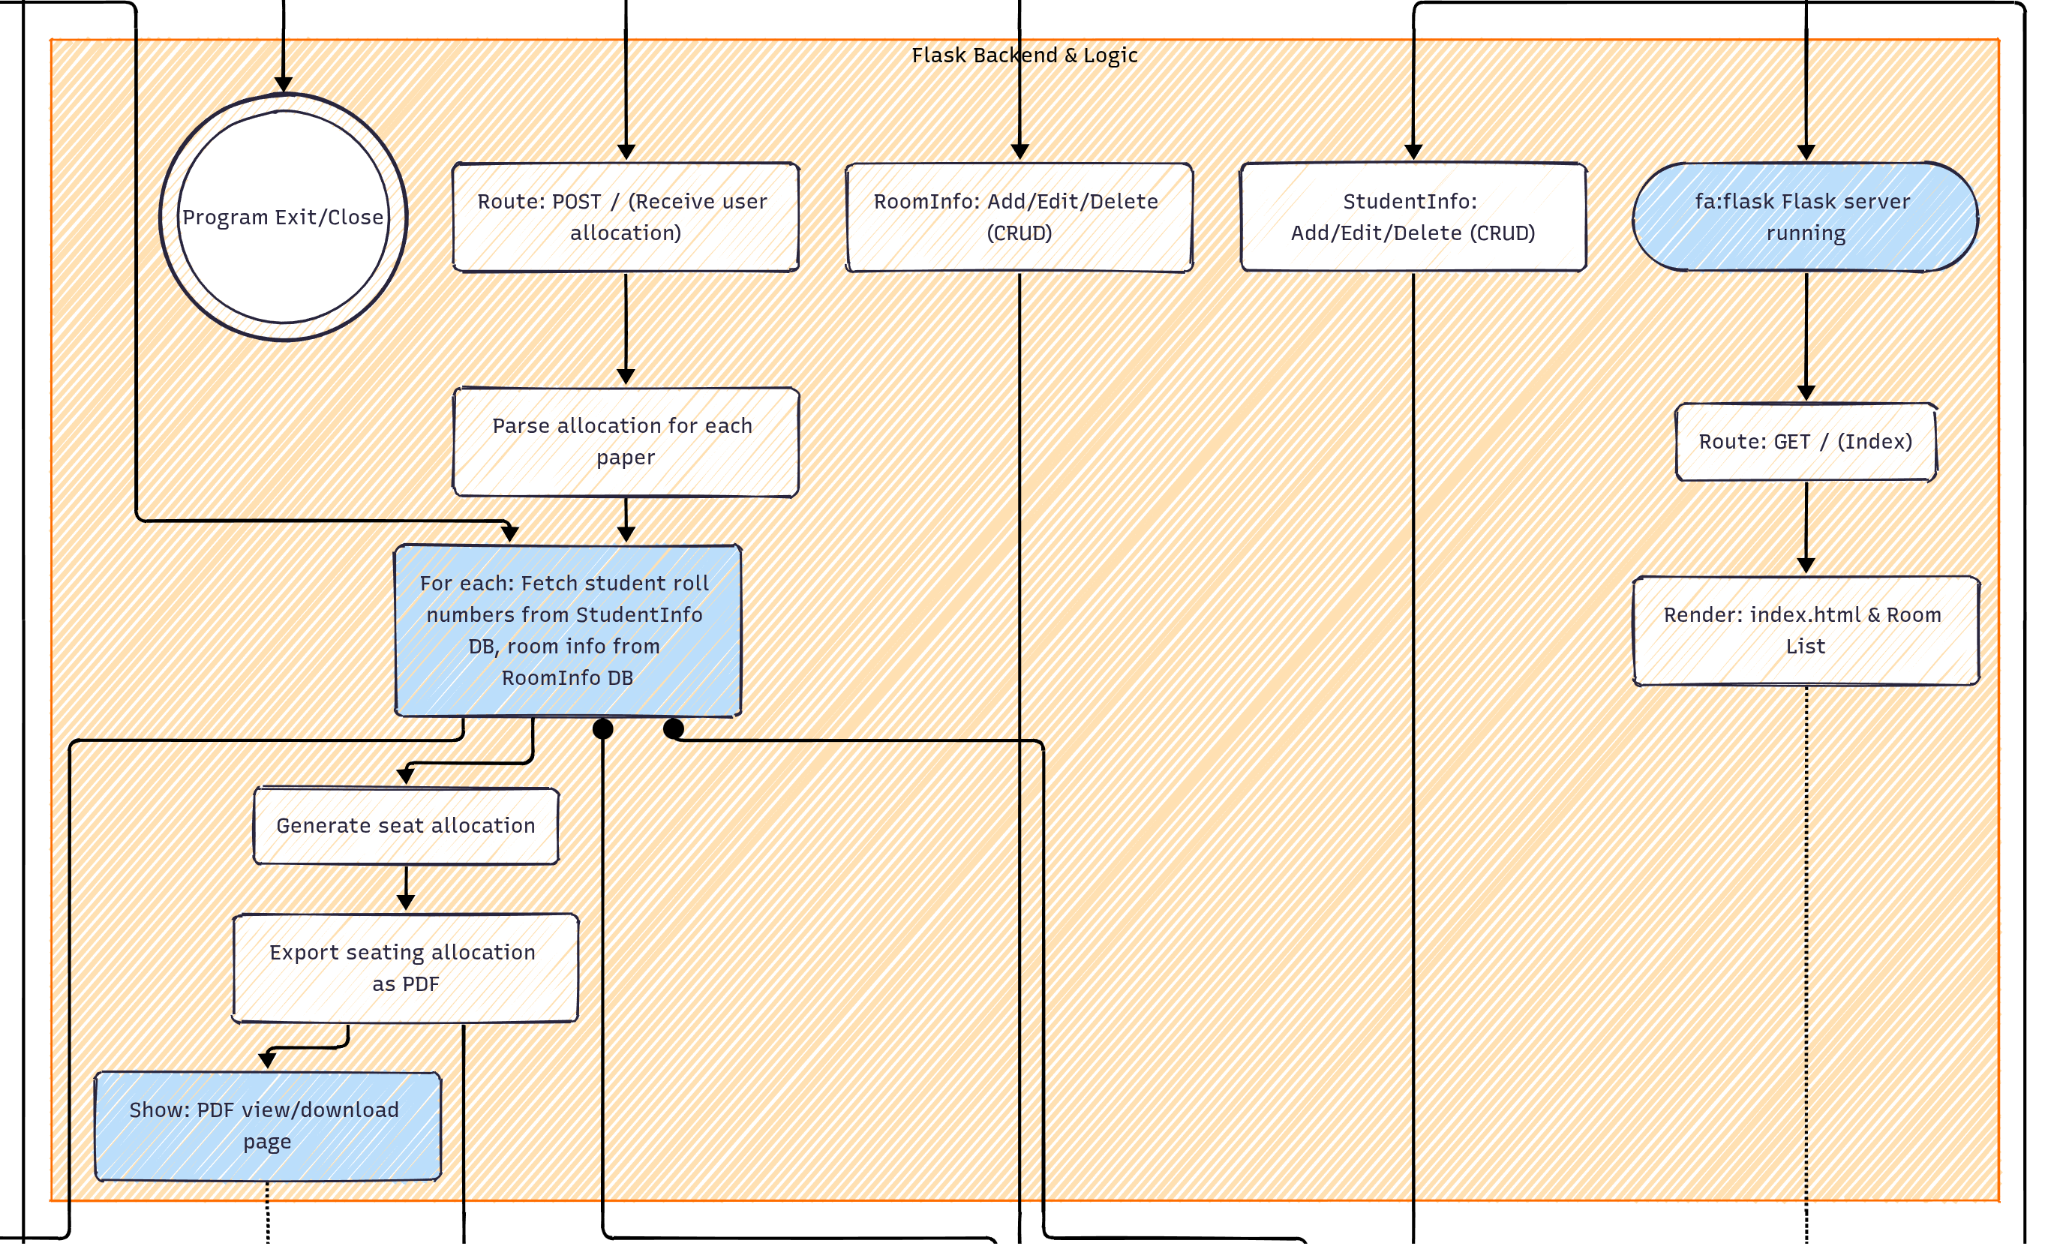 Flask Backend & Logic
Program Exit/Close
Route: POST / (Receive user
allocation)
RoomInfo: Add/Edit/Delete
(CRUD)
StudentInfo:
Add/Edit/Delete (CRUD)
fa:flask Flask server
running
Parse allocation for each
paper
Route: GET / (Index)
For each: Fetch student roll
numbers from StudentInfo
DB, room info from
RoomInfo DB
Render: index.html & Room
List
Generate seat allocation
Export seating allocation
as PDF
Show: PDF view/download
page